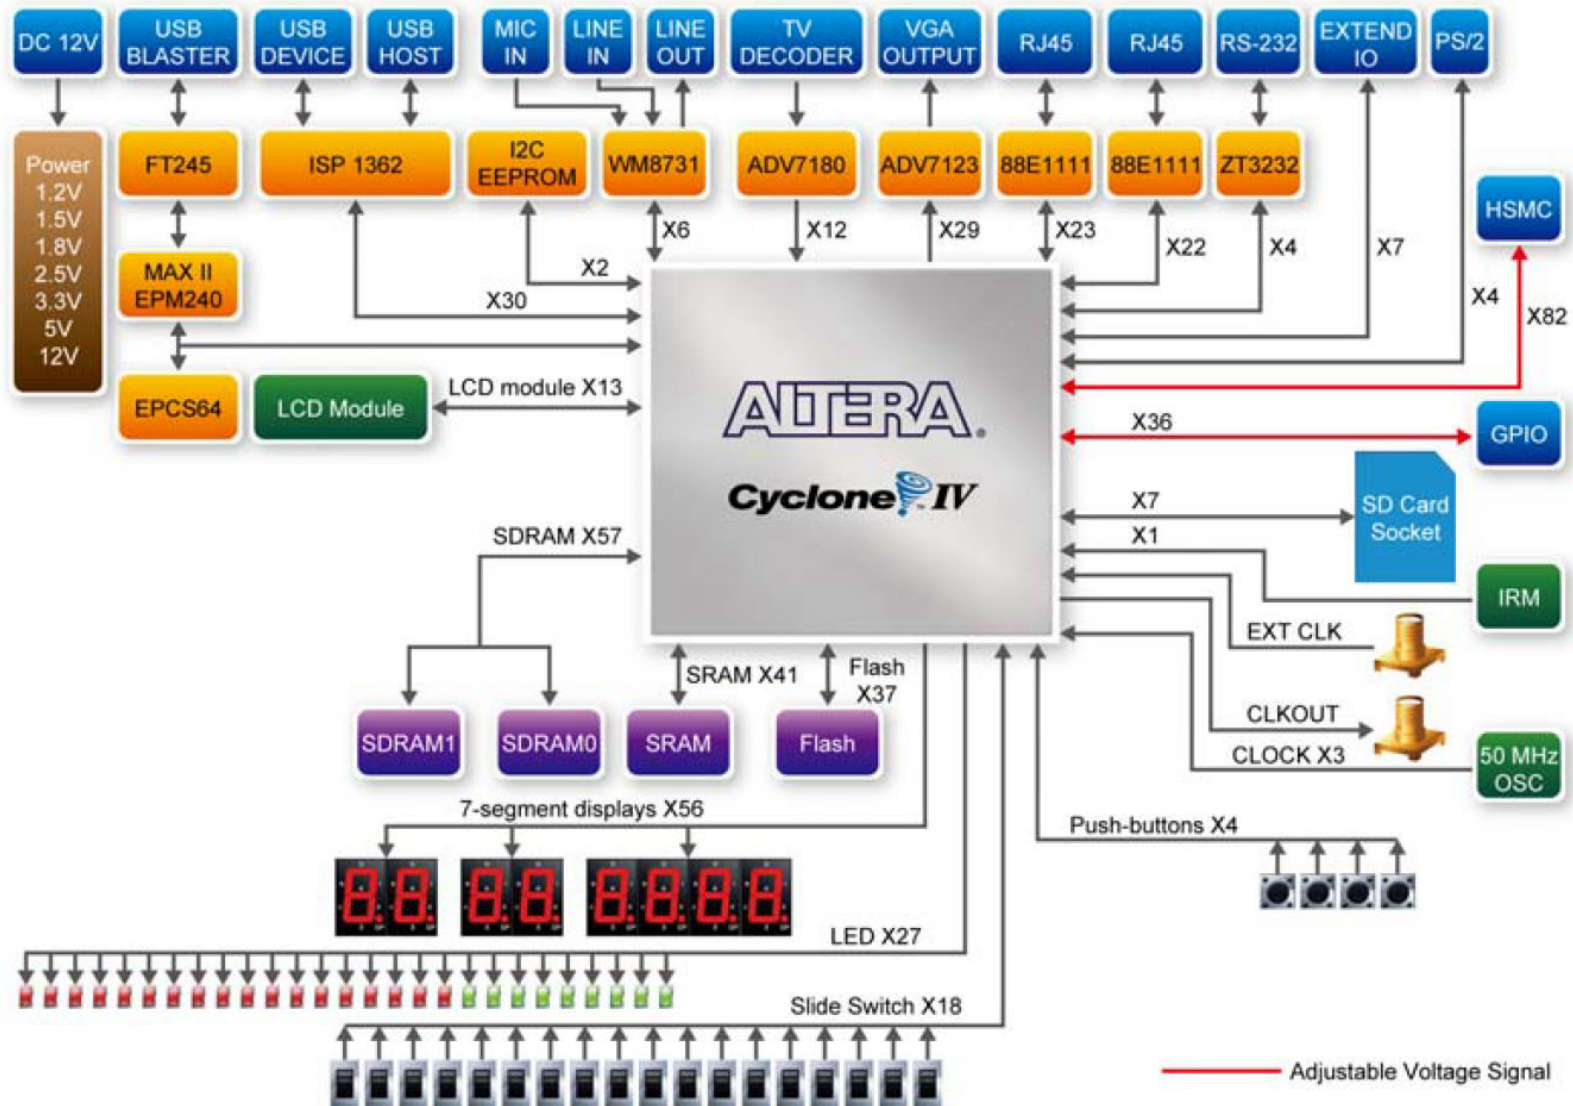 DC 12V
USB
BLASTER
USB
DEVICE
USB
HOST
MIC
IN
LINE
IN
LINE
OUT
TV
DECODER
VGA
OUTPUT
RJ45
RJ45
RS-232
EXTEND
IO
PS/2
Power
1.2V
1.5V
1.8V
2.5V
3.3V
5V
12V
FT245
ISP 1362
I2C
EEPROM
WM8731
ADV7180
ADV7123
88E1111
88E1111
ZT3232
HSMC
X6
X12
X29
X23
X22
X4
X7
X4
X82
X2
X30
MAX II
EPM240
EPCS64
LCD Module
LCD module X13
ALTERA
Cyclone IV
X36
GPIO
X7
SD Card
Socket
X1
IRM
EXT CLK
CLKOUT
CLOCK X3
50 MHz
OSC
SDRAM X57
SRAM X41
Flash
X37
SDRAM1
SDRAM0
SRAM
Flash
7-segment displays X56
Push-buttons X4
LED X27
Slide Switch X18
Adjustable Voltage Signal